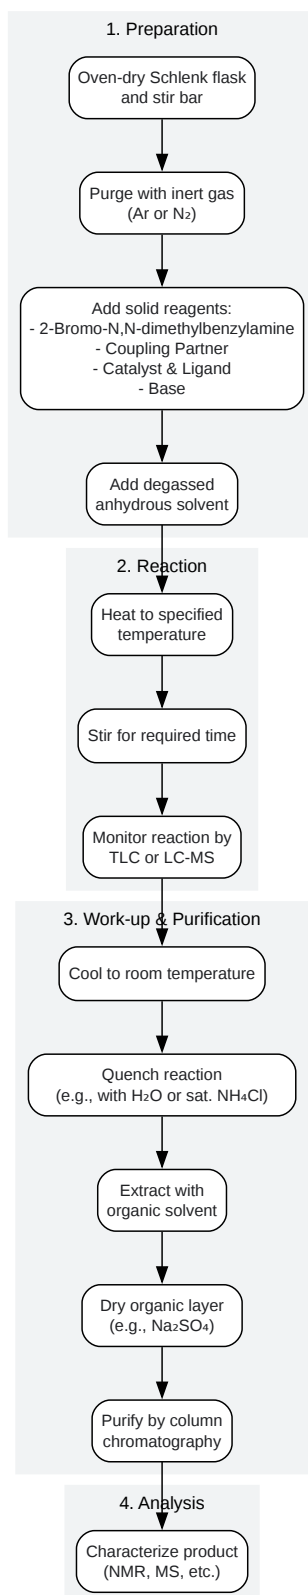 1. Preparation
Oven-dry Schlenk flask
and stir bar
Purge with inert gas
(Ar or N₂)
Add solid reagents:
- 2-Bromo-N,N-dimethylbenzylamine
- Coupling Partner
- Catalyst & Ligand
- Base
Add degassed
anhydrous solvent
2. Reaction
Heat to specified
temperature
Stir for required time
Monitor reaction by
TLC or LC-MS
3. Work-up & Purification
Cool to room temperature
Quench reaction
(e.g., with H₂O or sat. NH₄Cl)
Extract with
organic solvent
Dry organic layer
(e.g., Na₂SO₄)
Purify by column
chromatography
4. Analysis
Characterize product
(NMR, MS, etc.)